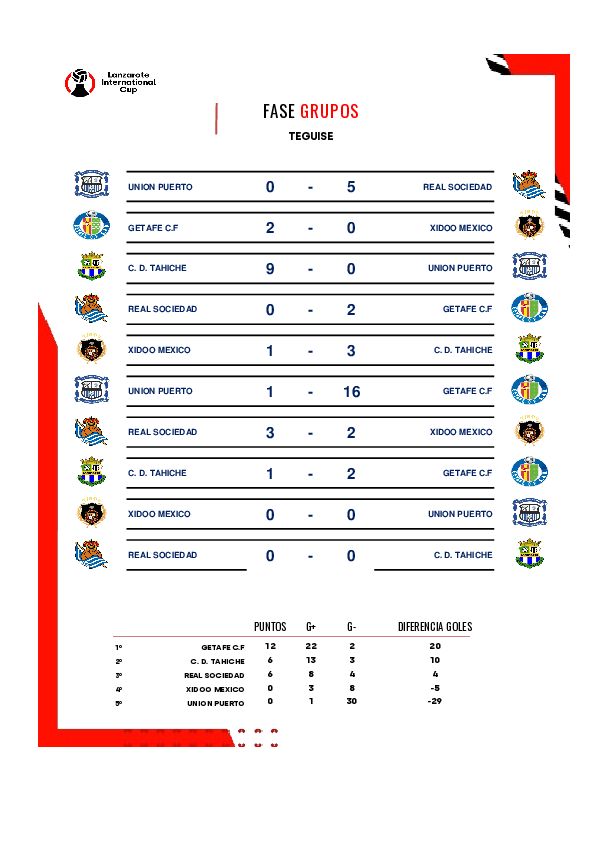 Lanzarote
International
Cup
FASE GRUPOS
TEGUISE
UNION PUERTO 0 - 5 REAL SOCIEDAD
GETAFE C.F 2 - 0 XIDOO MEXICO
C. D. TAHICHE 9 - 0 UNION PUERTO
REAL SOCIEDAD 0 - 2 GETAFE C.F
XIDOO MEXICO 1 - 3 C. D. TAHICHE
UNION PUERTO 1 - 16 GETAFE C.F
REAL SOCIEDAD 3 - 2 XIDOO MEXICO
C. D. TAHICHE 1 - 2 GETAFE C.F
XIDOO MEXICO 0 - 0 UNION PUERTO
REAL SOCIEDAD 0 - 0 C. D. TAHICHE
PUNTOS G+ G- DIFERENCIA GOLES
1º GETAFE C.F 12 22 2 20
2º C. D. TAHICHE 6 13 3 10
3º REAL SOCIEDAD 6 8 4 4
4º XIDOO MEXICO 0 3 8 -5
5º UNION PUERTO 0 1 30 -29